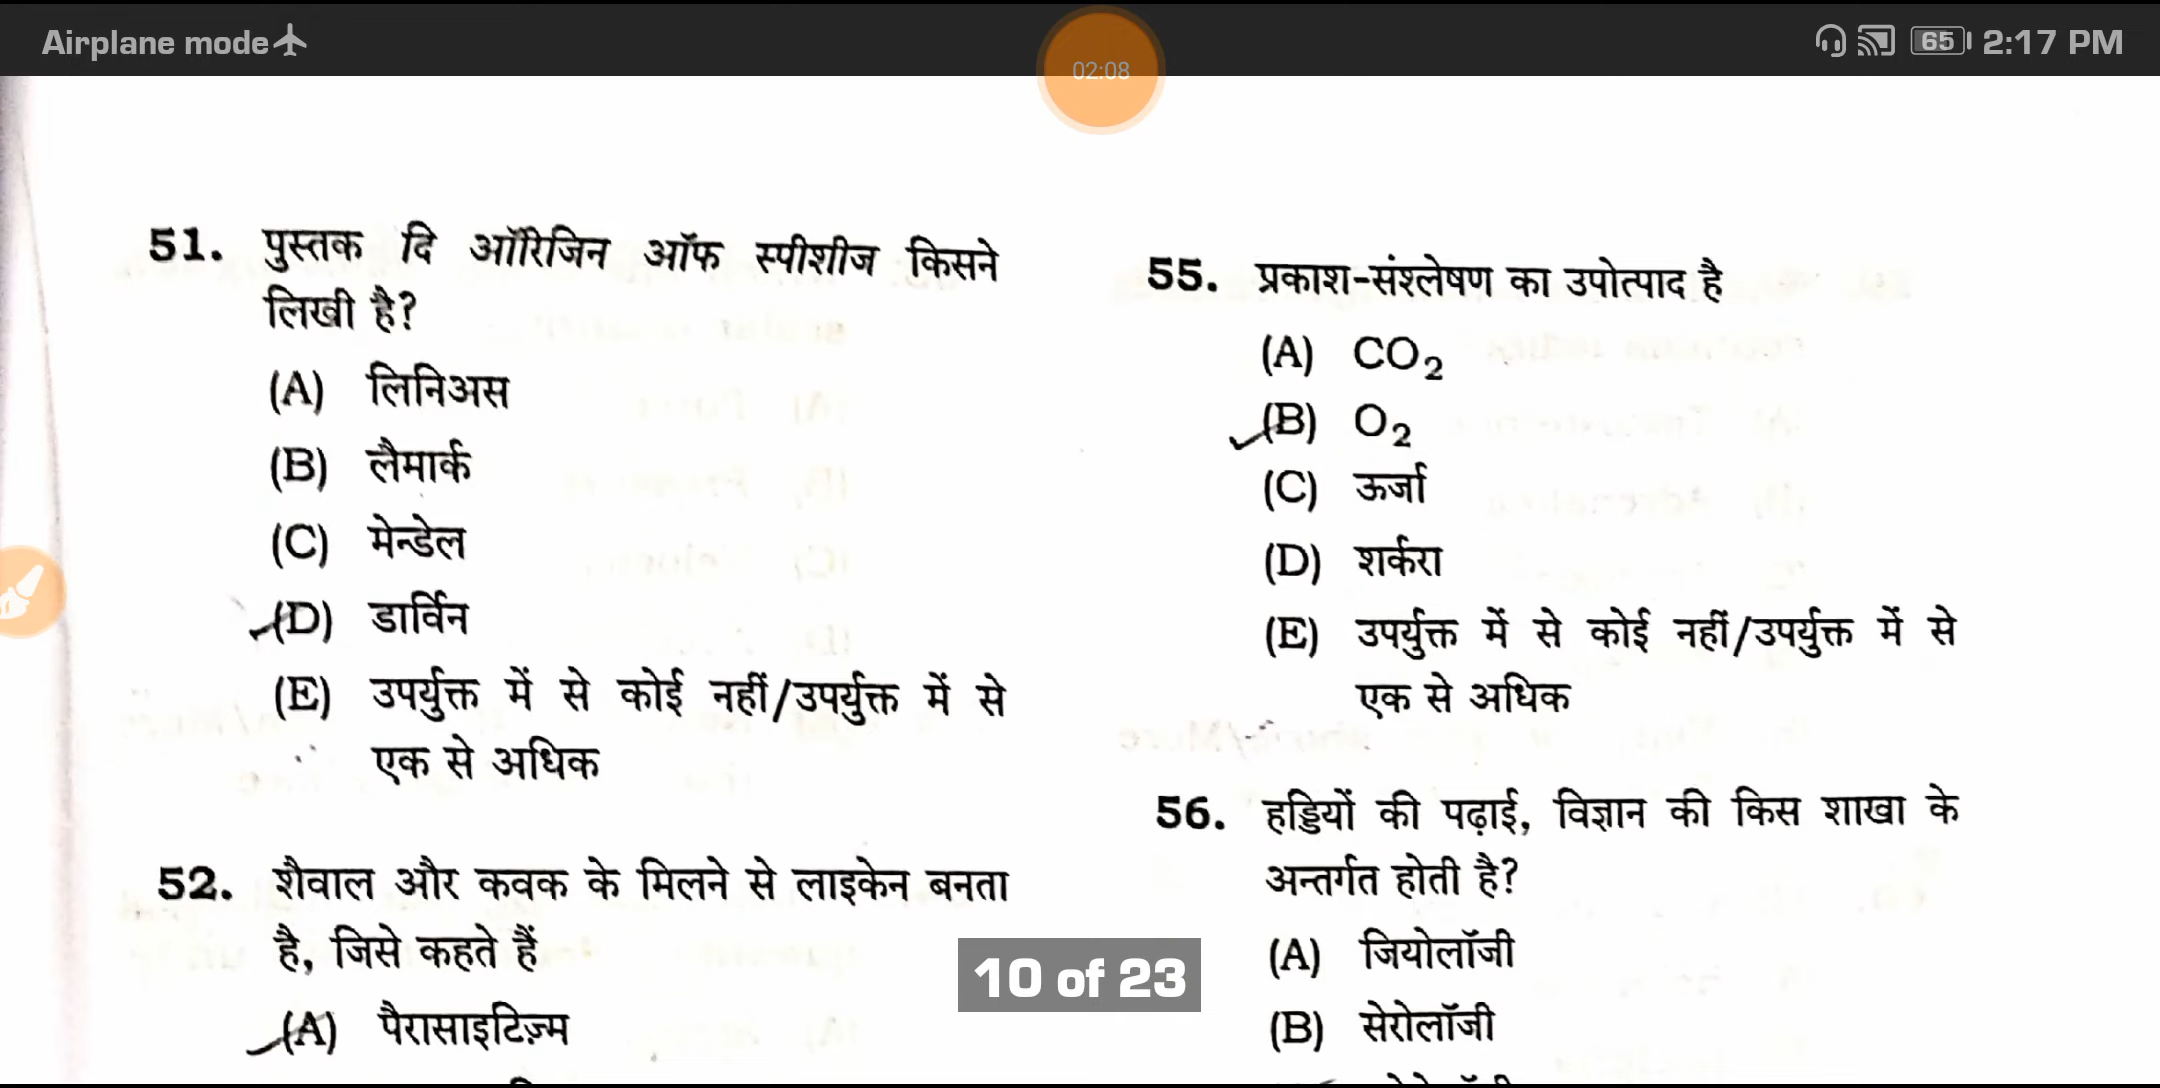 Airplane mode
02:08
65 2:17 PM
51. पुस्तक दि ऑरिजिन ऑफ स्पीशीज किसने
लिखी है?
(A) लिनिअस
(B) लैमार्क
(C) मेन्डेल
(D) डार्विन
(E) उपर्युक्त में से कोई नहीं/उपर्युक्त में से
एक से अधिक
52. शैवाल और कवक के मिलने से लाइकेन बनता
है, जिसे कहते हैं
(A) पैरासाइटिज़्म
55. प्रकाश-संश्लेषण का उपोत्पाद है
(A) CO₂
(B) O₂
(C) ऊर्जा
(D) शर्करा
(E) उपर्युक्त में से कोई नहीं/उपर्युक्त में से
एक से अधिक
56. हड्डियों की पढ़ाई, विज्ञान की किस शाखा के
अन्तर्गत होती है?
(A) जियोलॉजी
(B) सेरोलॉजी
10 of 23